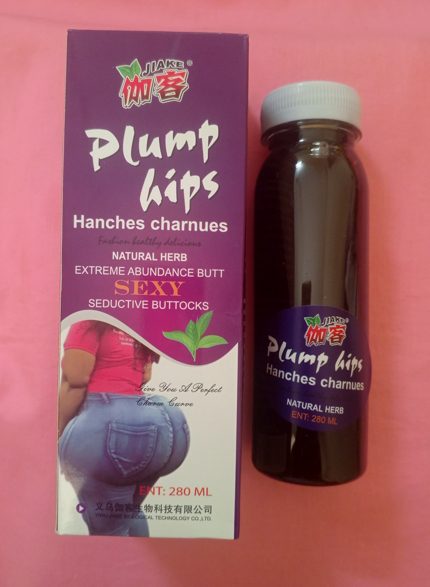 JIAKE®
伽客
Plump
hips
Hanches charnues
Fashion healthy delicious
NATURAL HERB
EXTREME ABUNDANCE BUTT
SEXY
SEDUCTIVE BUTTOCKS
Give You A Perfect
Charm Curve
ENT: 280 ML
义乌伽客生物科技有限公司
YIWU JIAKE BIOLOGICAL TECHNOLOGY CO.,LTD.
JIAKE®
伽客
Plump hips
Hanches charnues
NATURAL HERB
ENT: 280 ML